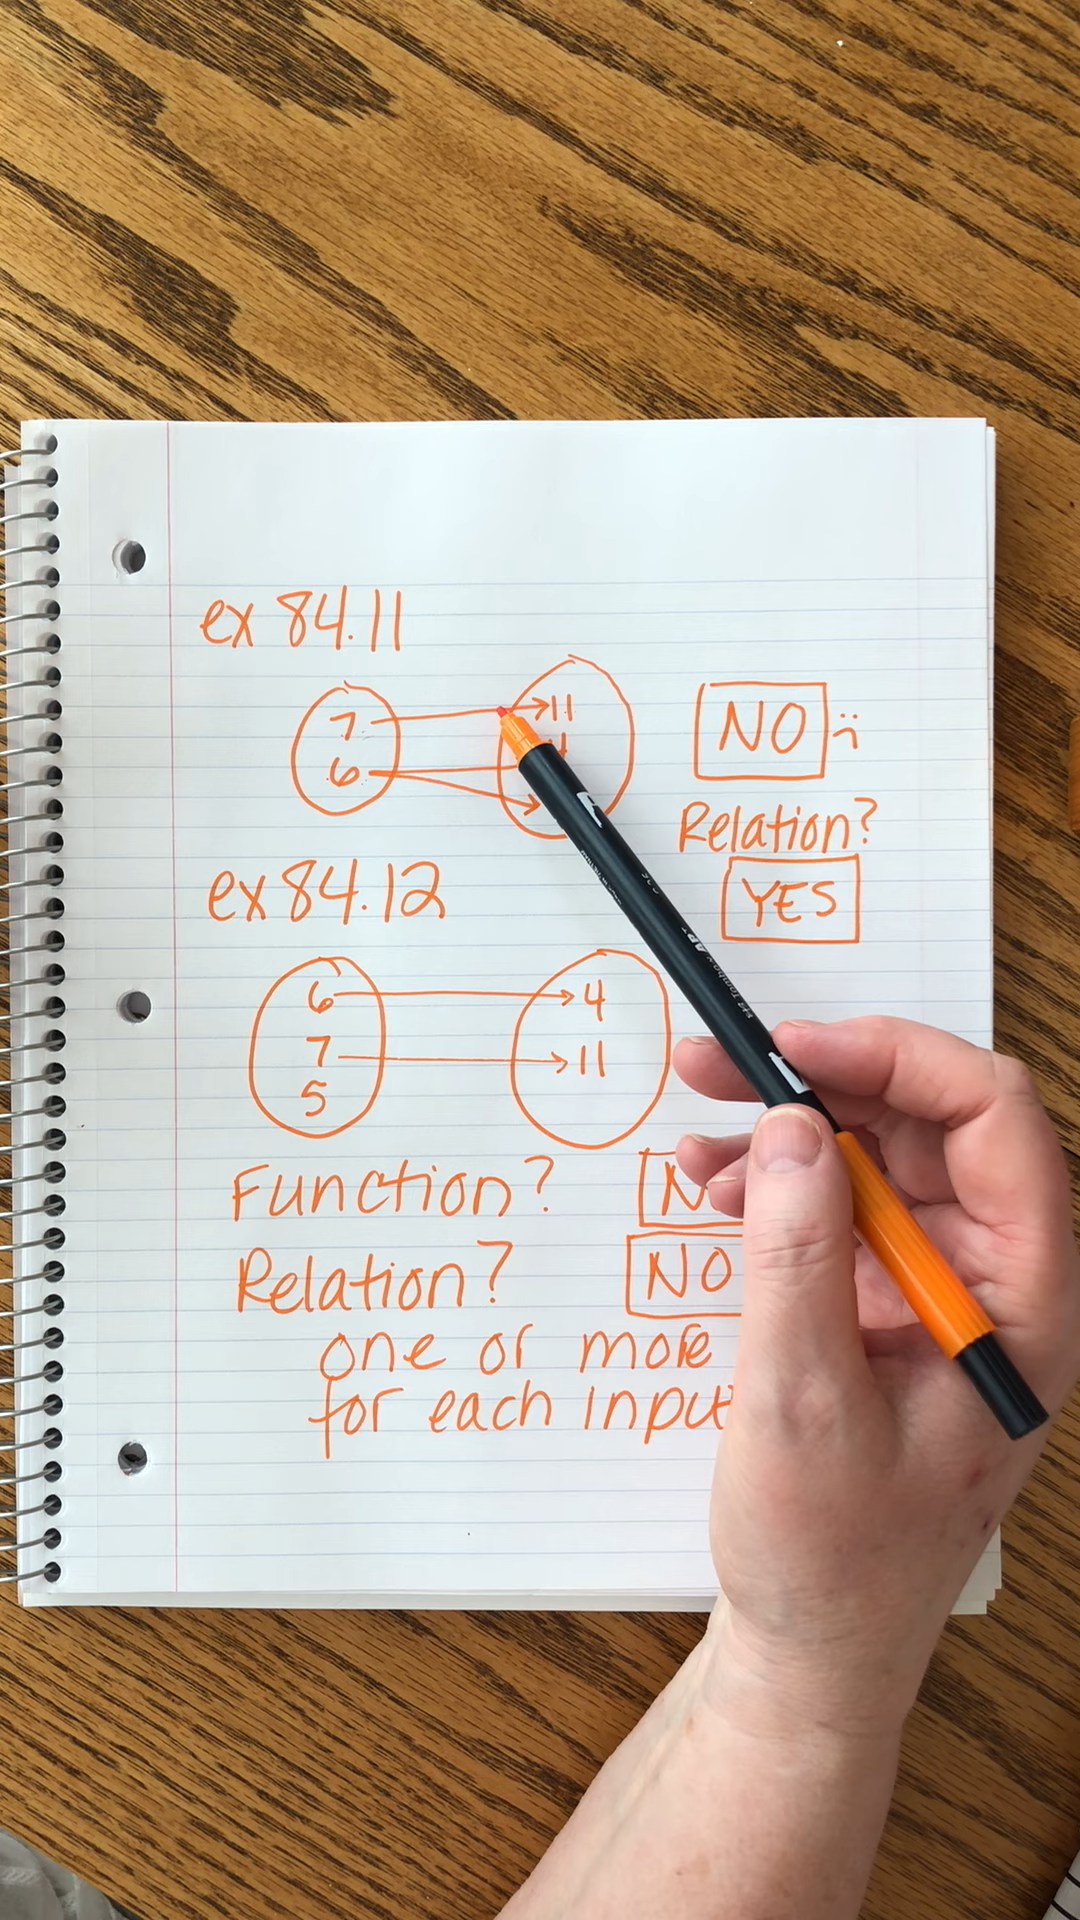 ex 84.11
7 11
6
NO
Relation?
YES
ex 84.12
6 4
7 11
5
Function?
Relation? NO
one or more
for each input